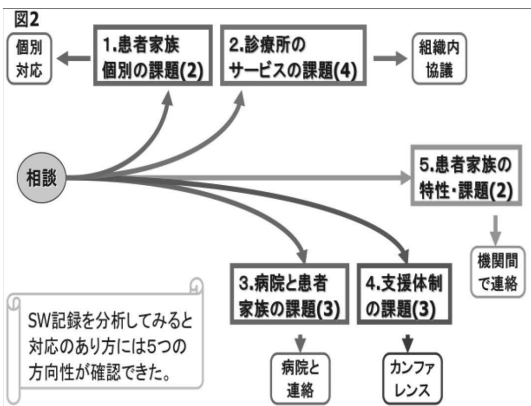 図2
個別
対応
1.患者家族
個別の課題(2)
2.診療所の
サービスの課題(4)
組織内
協議
相談
5.患者家族の
特性・課題(2)
機関間
で連絡
3.病院と患者
家族の課題(3)
4.支援体制
の課題(3)
SW記録を分析してみると
対応のあり方には5つの
方向性が確認できた。
病院と
連絡
カンファ
レンス